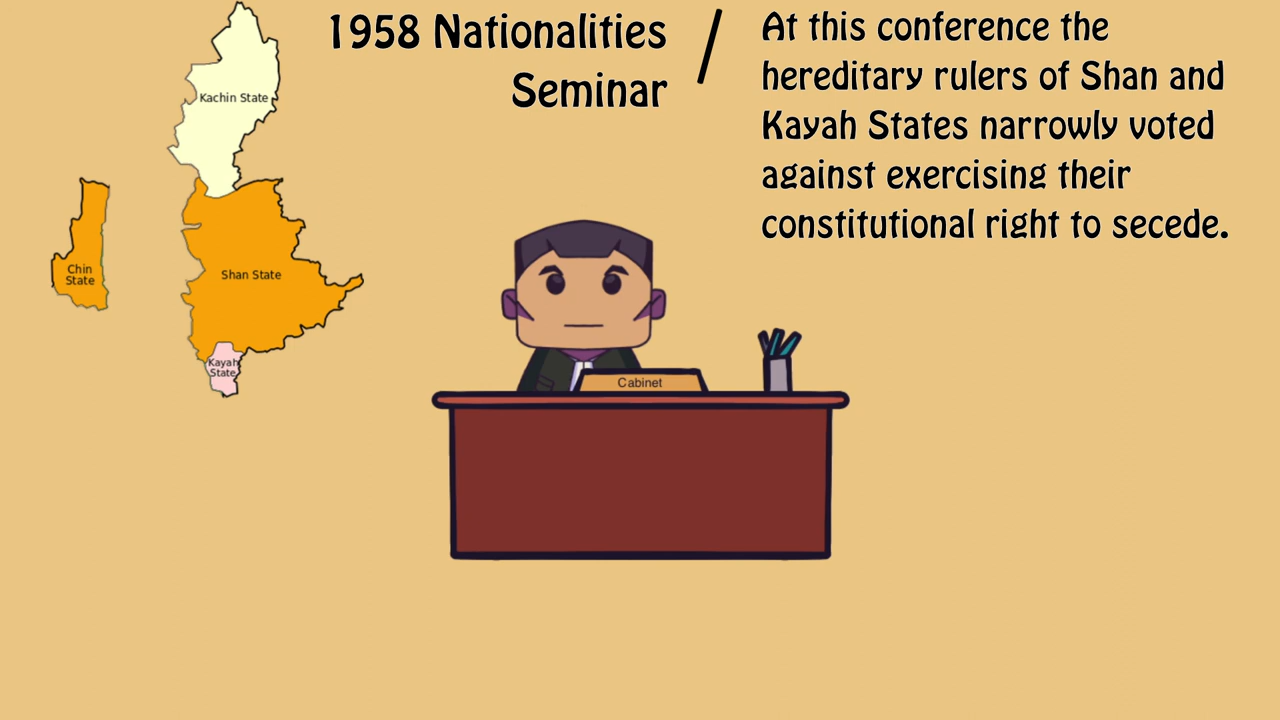 1958 Nationalities
Seminar
/
At this conference the
hereditary rulers of Shan and
Kayah States narrowly voted
against exercising their
constitutional right to secede.
Kachin State
Chin
State
Shan State
Kayah
State
Cabinet